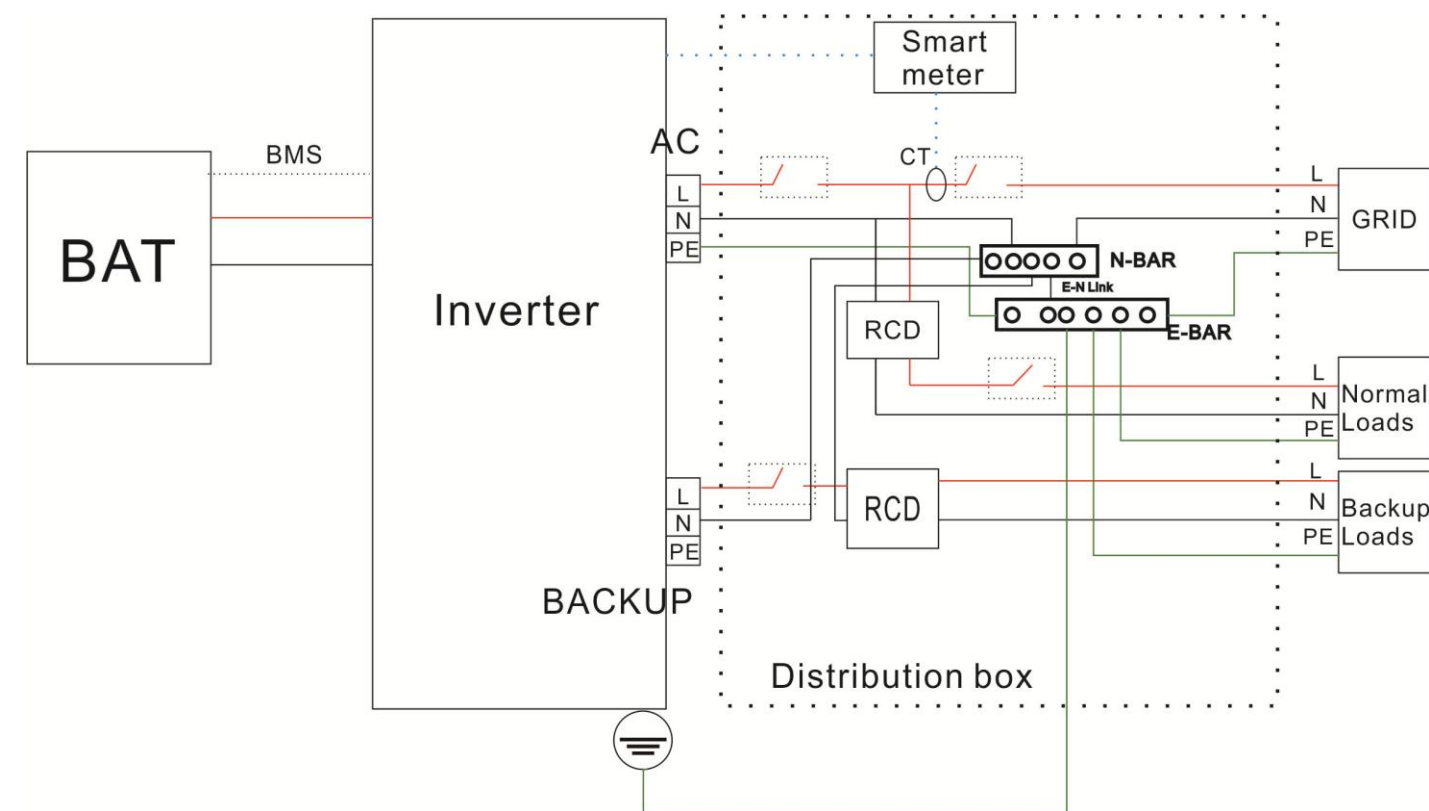 Smart
meter
BMS
AC
CT
L
N
PE
L
N
PE
GRID
BAT
Inverter
N-BAR
E-N Link
E-BAR
RCD
L
N
PE
Normal
Loads
L
N
PE
RCD
L
N
PE
Backup
Loads
BACKUP
Distribution box